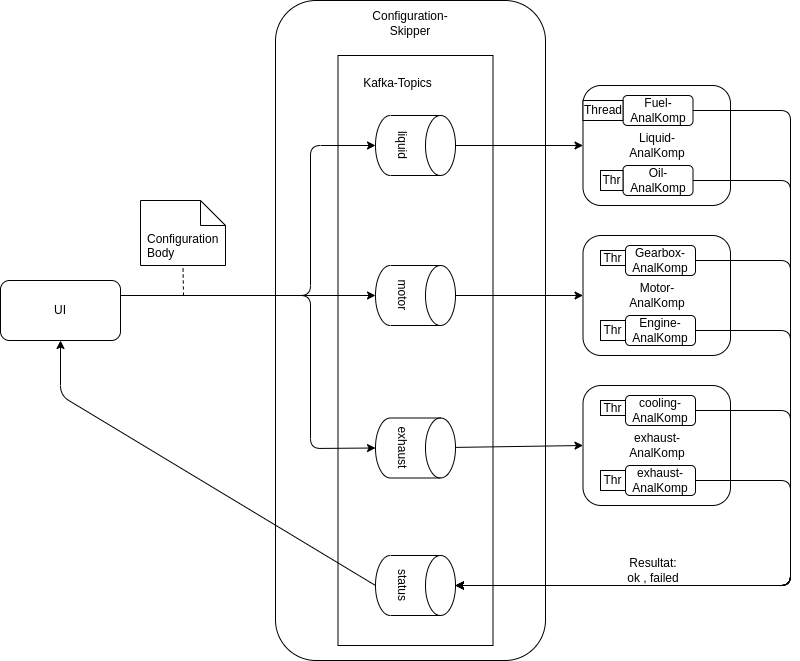 Configuration-
Skipper
Kafka-Topics
liquid
motor
exhaust
status
Configuration
Body
UI
Thread
Fuel-
AnalKomp
Liquid-
AnalKomp
Thr
Oil-
AnalKomp
Thr
Gearbox-
AnalKomp
Motor-
AnalKomp
Thr
Engine-
AnalKomp
Thr
cooling-
AnalKomp
exhaust-
AnalKomp
Thr
exhaust-
AnalKomp
Resultat:
ok , failed